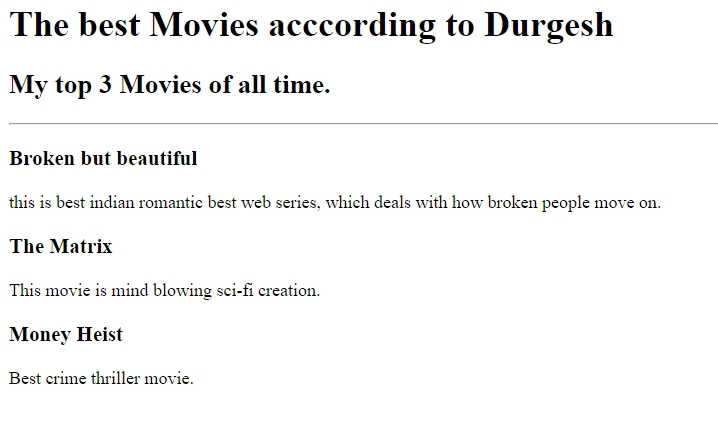 The best Movies acccording to Durgesh
My top 3 Movies of all time.
Broken but beautiful
this is best indian romantic best web series, which deals with how broken people move on.
The Matrix
This movie is mind blowing sci-fi creation.
Money Heist
Best crime thriller movie.